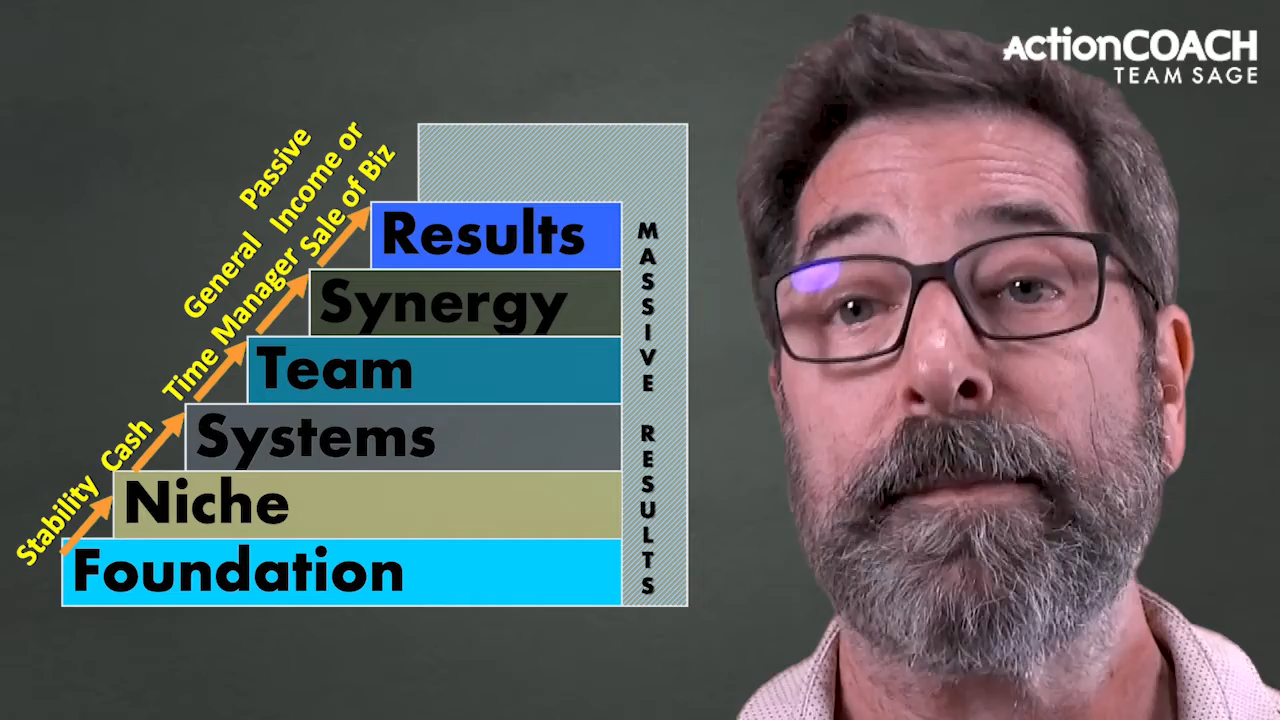 ActionCOACH
TEAM SAGE
Passive
Income or
Sale of Biz
General
Manager
Time
Cash
Stability
Results
Synergy
Team
Systems
Niche
Foundation
MASSIVE RESULTS